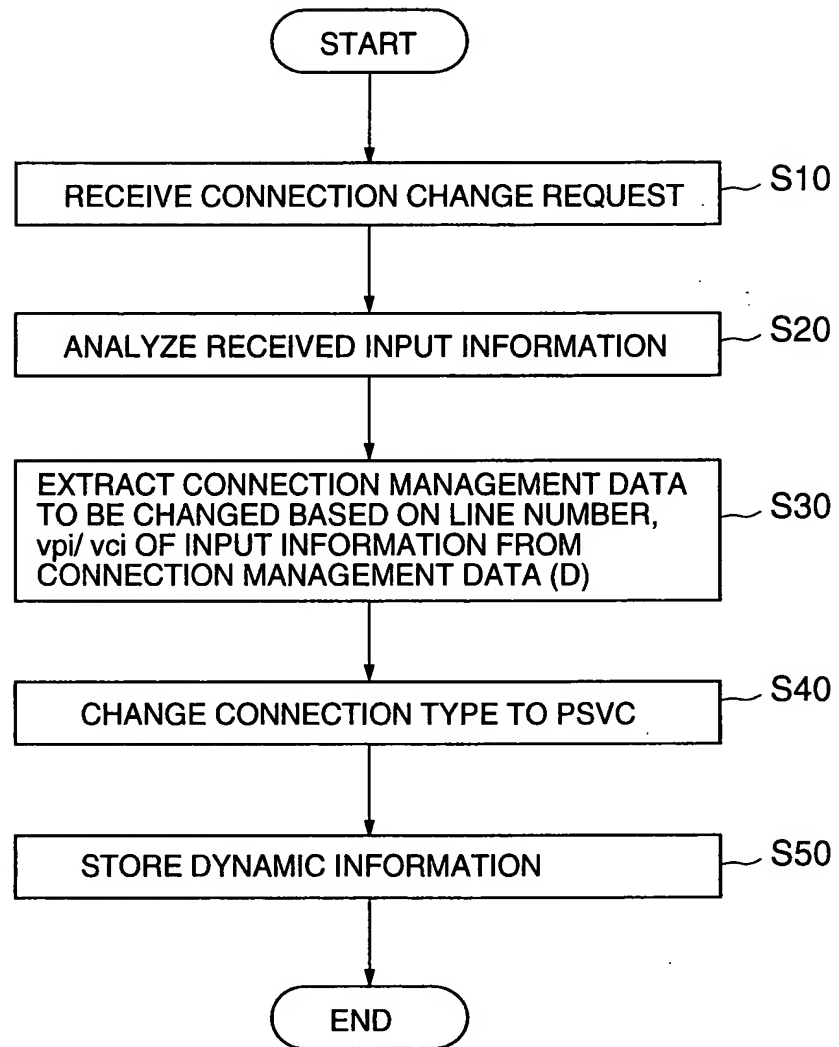 START
RECEIVE CONNECTION CHANGE REQUEST
S10
ANALYZE RECEIVED INPUT INFORMATION
S20
EXTRACT CONNECTION MANAGEMENT DATA
TO BE CHANGED BASED ON LINE NUMBER,
vpi/ vci OF INPUT INFORMATION FROM
CONNECTION MANAGEMENT DATA (D)
S30
CHANGE CONNECTION TYPE TO PSVC
S40
STORE DYNAMIC INFORMATION
S50
END